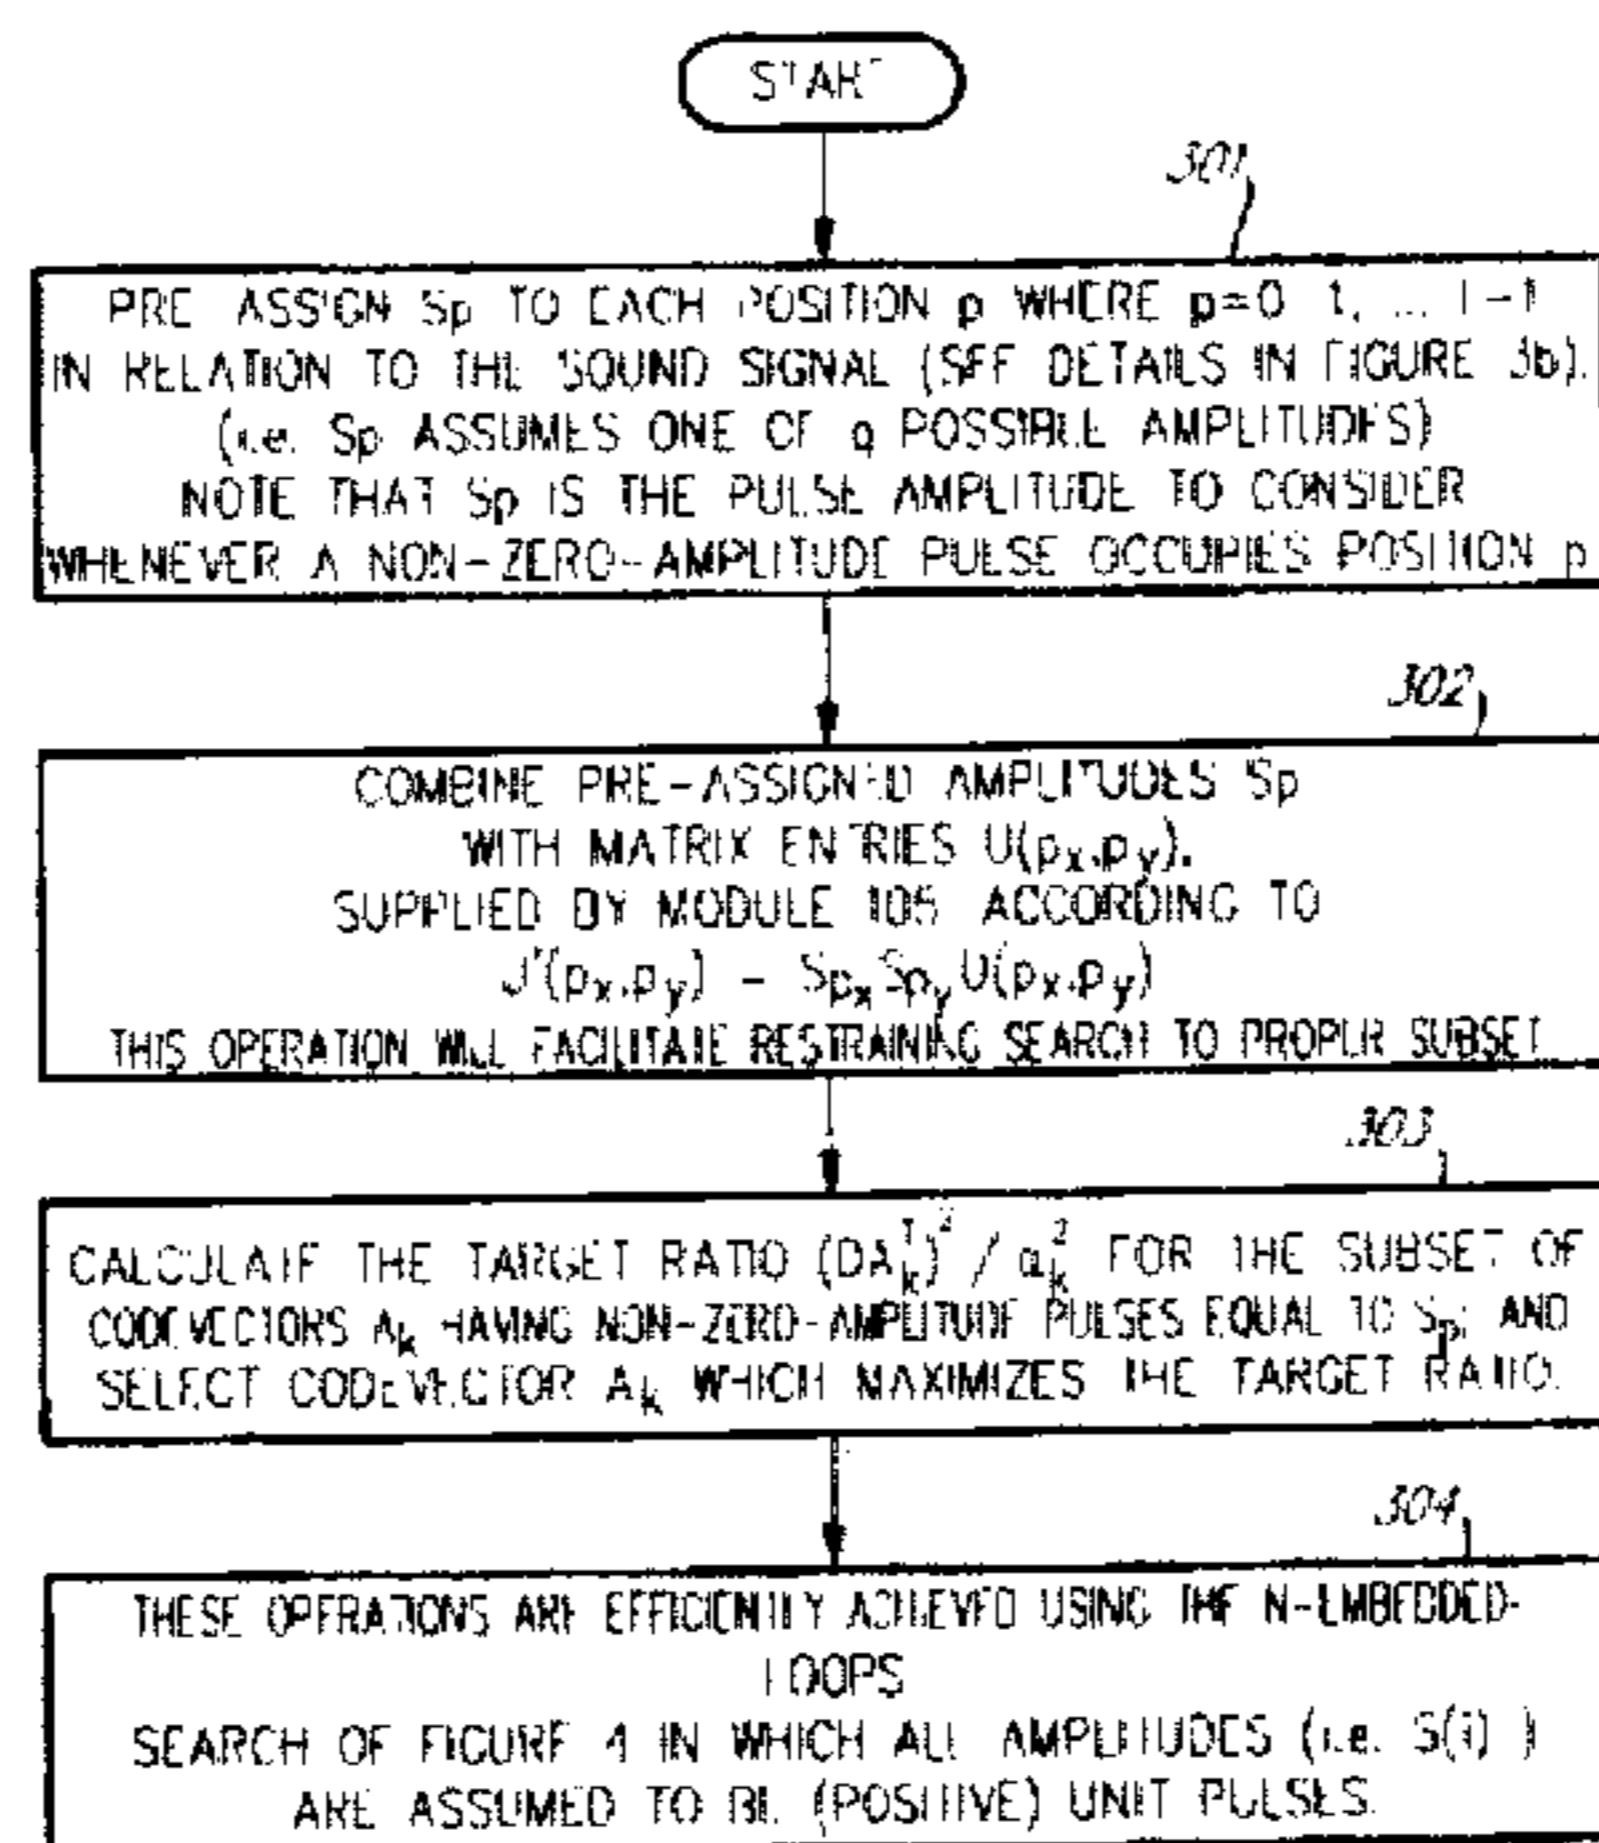 START
301
PRE ASSIGN Sp TO EACH POSITION p WHERE p=0 1, ... L-1
IN RELATION TO THE SOUND SIGNAL (SEE DETAILS IN FIGURE 3b).
(i.e. Sp ASSUMES ONE OF q POSSIBLE AMPLITUDES)
NOTE THAT Sp IS THE PULSE AMPLITUDE TO CONSIDER
WHENEVER A NON-ZERO-AMPLITUDE PULSE OCCUPIES POSITION p
302
COMBINE PRE-ASSIGNED AMPLITUDES Sp
WITH MATRIX ENTRIES U(px,py).
SUPPLIED BY MODULE 105 ACCORDING TO
U'(px,py) = Spx Spy U(px,py)
THIS OPERATION WILL FACILITATE RESTRAINING SEARCH TO PROPER SUBSET
303
CALCULATE THE TARGET RATIO (DA_k^T)^2 / α_k^2 FOR THE SUBSET OF
CODEVECTORS Ak HAVING NON-ZERO-AMPLITUDE PULSES EQUAL TO Sp; AND
SELECT CODEVECTOR Ak WHICH MAXIMIZES THE TARGET RATIO.
304
THESE OPERATIONS ARE EFFICIENTLY ACHIEVED USING THE N-EMBEDDED-
LOOPS
SEARCH OF FIGURE 4 IN WHICH ALL AMPLITUDES (i.e. S(i) )
ARE ASSUMED TO BE (POSITIVE) UNIT PULSES.